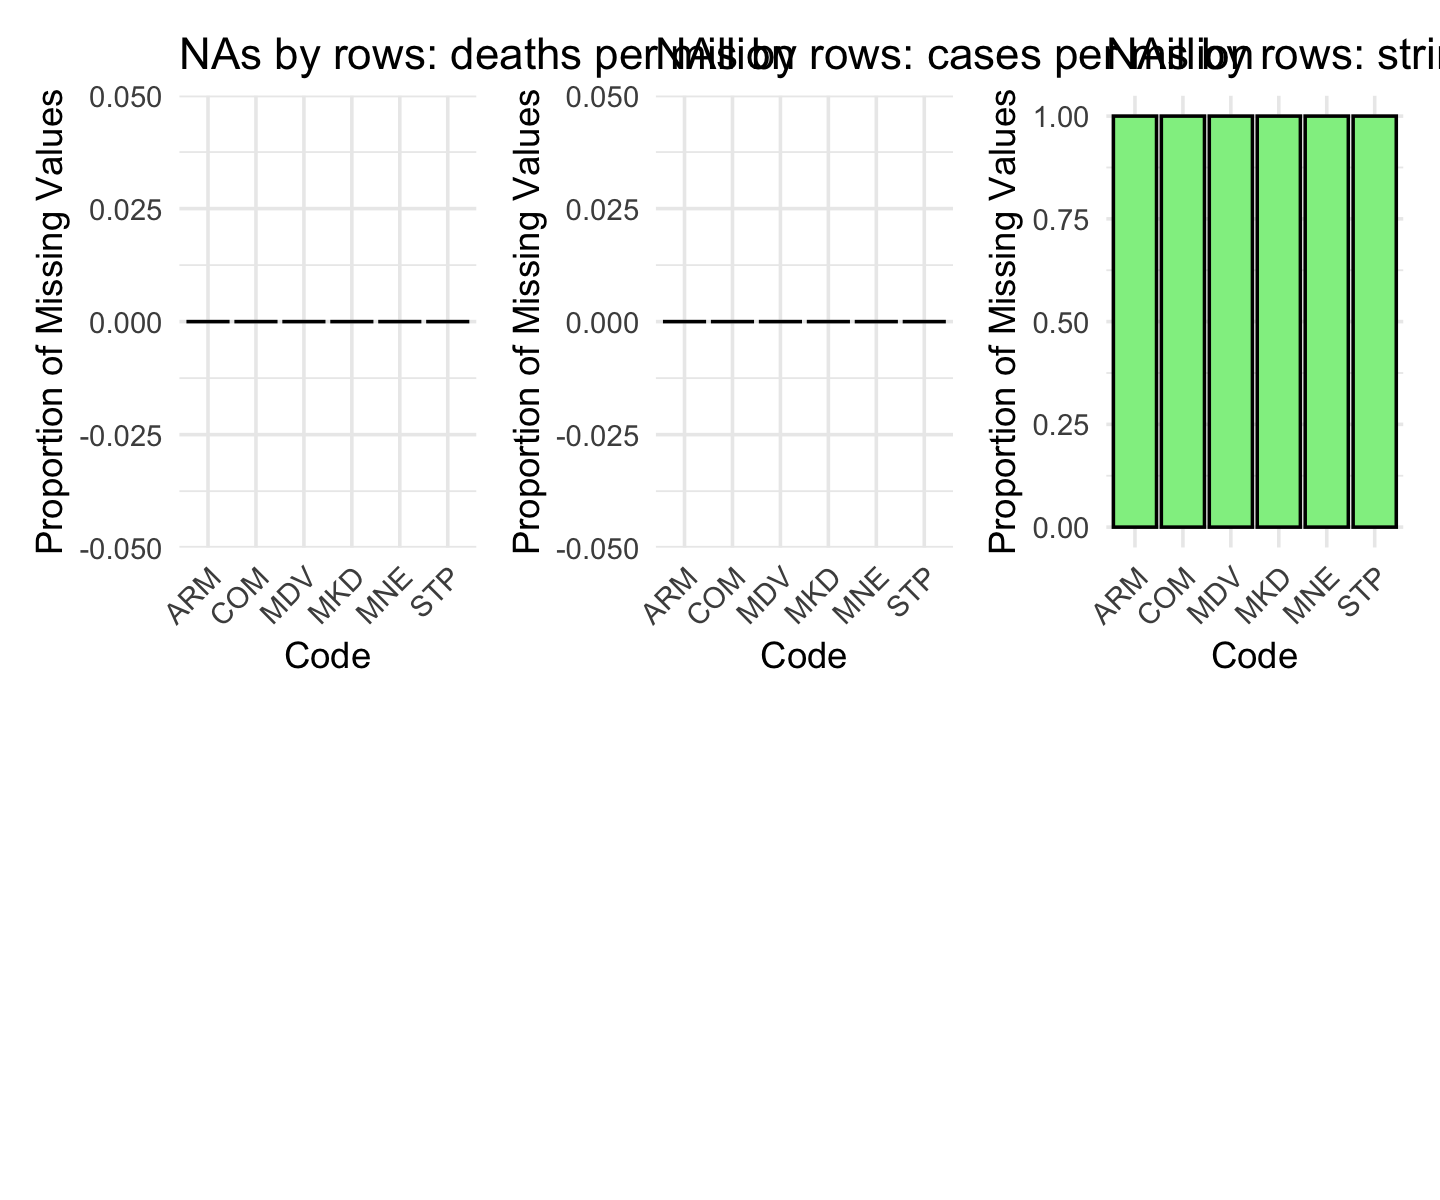 NAs by rows: deaths per million
NAs by rows: cases per million
NAs by rows: stri
Proportion of Missing Values
0.050
0.025
0.000
-0.025
-0.050
ARM
COM
MDV
MKD
MNE
STP
Code
Proportion of Missing Values
0.050
0.025
0.000
-0.025
-0.050
ARM
COM
MDV
MKD
MNE
STP
Code
Proportion of Missing Values
1.00
0.75
0.50
0.25
0.00
ARM
COM
MDV
MKD
MNE
STP
Code